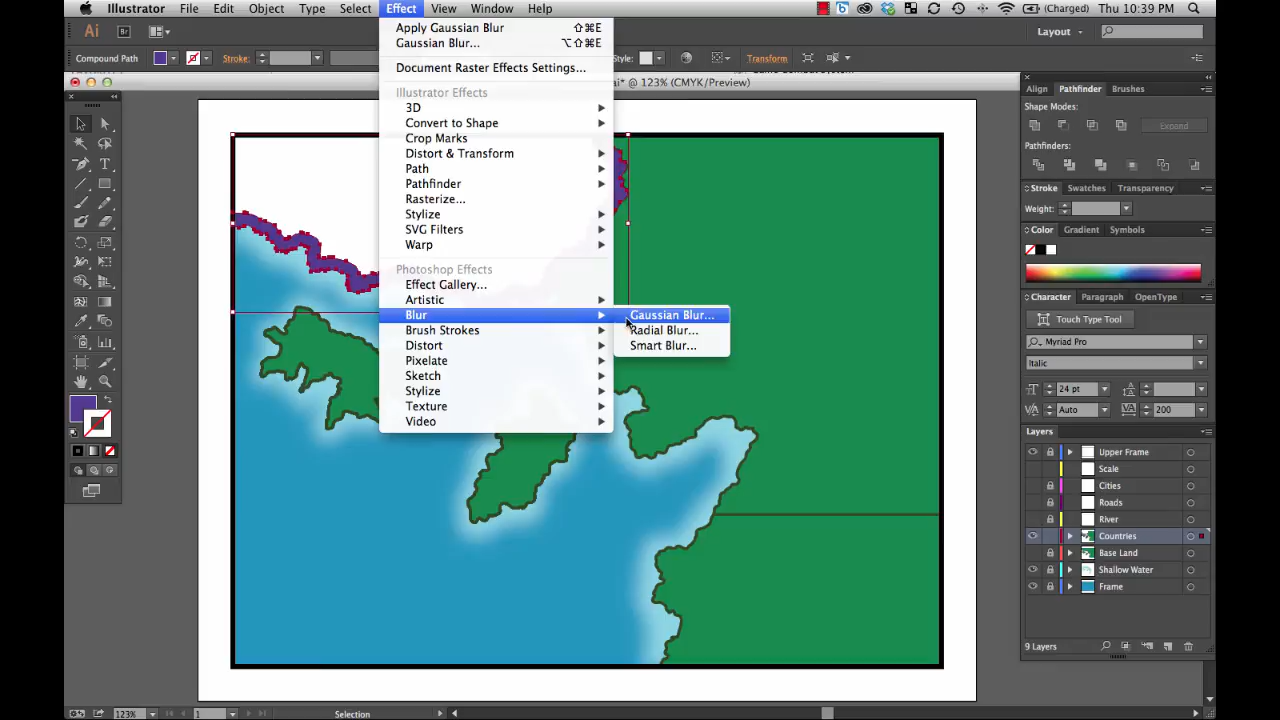 Illustrator File Edit Object Type Select Effect View Window Help (Charged) Thu 10:39 PM
Ai Br Layout
Compound Path Stroke: Style: Transform
ai* @ 123% (CMYK/Preview)
Apply Gaussian Blur ⇧⌘E
Gaussian Blur... ⌥⇧⌘E
Document Raster Effects Settings...
Illustrator Effects
3D
Convert to Shape
Crop Marks
Distort & Transform
Path
Pathfinder
Rasterize...
Stylize
SVG Filters
Warp
Photoshop Effects
Effect Gallery...
Artistic
Blur
Brush Strokes
Distort
Pixelate
Sketch
Stylize
Texture
Video
Gaussian Blur...
Radial Blur...
Smart Blur...
Align Pathfinder Brushes
Shape Modes:
Expand
Pathfinders:
Stroke Swatches Transparency
Weight:
Color Gradient Symbols
Character Paragraph OpenType
Touch Type Tool
Myriad Pro
Italic
24 pt
Auto 200
Layers
Upper Frame
Scale
Cities
Roads
River
Countries
Base Land
Shallow Water
Frame
9 Layers
123% 1 Selection